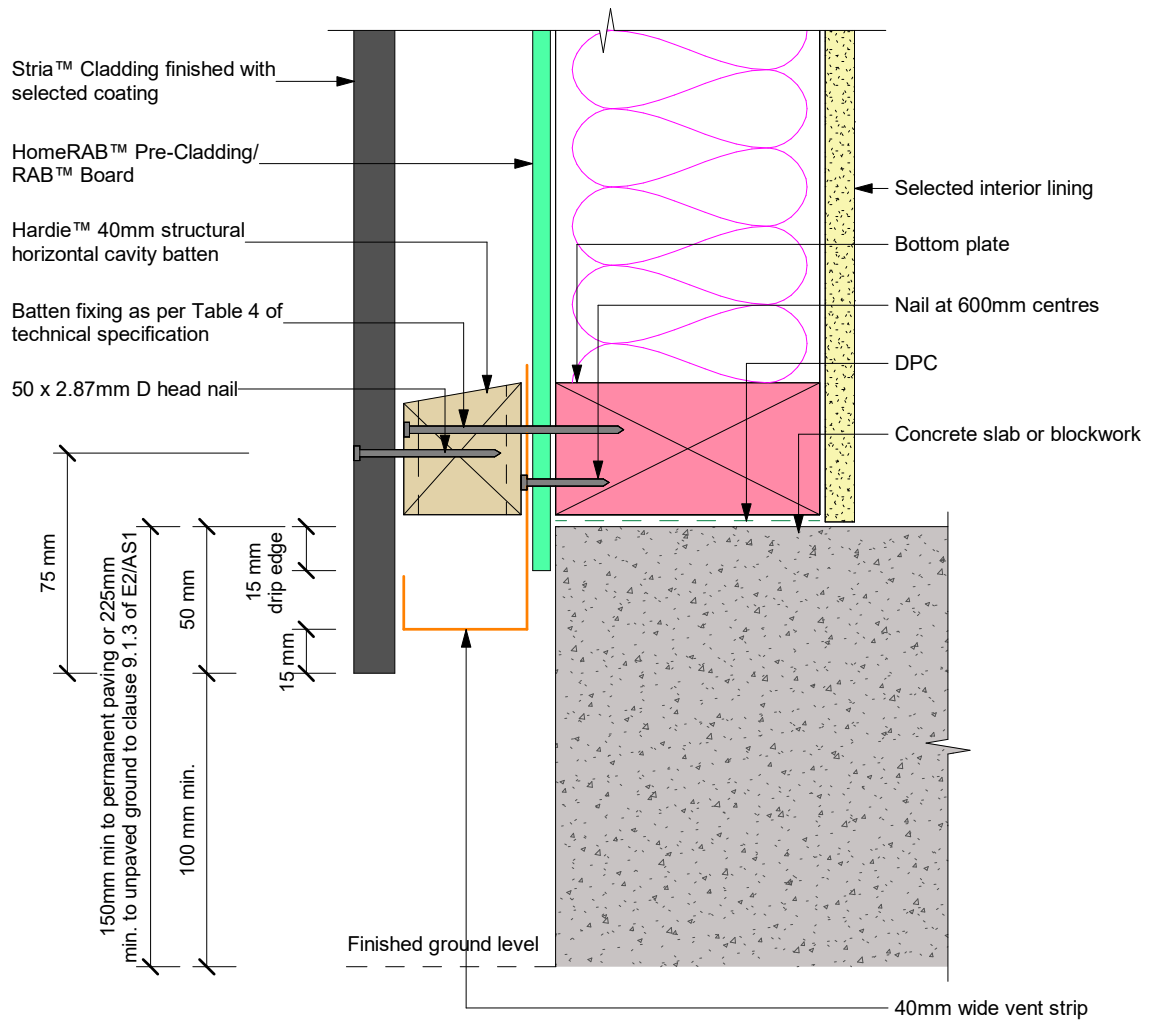 Stria™ Cladding finished with
selected coating
HomeRAB™ Pre-Cladding/
RAB™ Board
Hardie™ 40mm structural
horizontal cavity batten
Batten fixing as per Table 4 of
technical specification
50 x 2.87mm D head nail
Selected interior lining
Bottom plate
Nail at 600mm centres
DPC
Concrete slab or blockwork
75 mm
150mm min to permanent paving or 225mm
min. to unpaved ground to clause 9.1.3 of E2/AS1
50 mm
100 mm min.
15 mm
drip edge
15 mm
Finished ground level
40mm wide vent strip